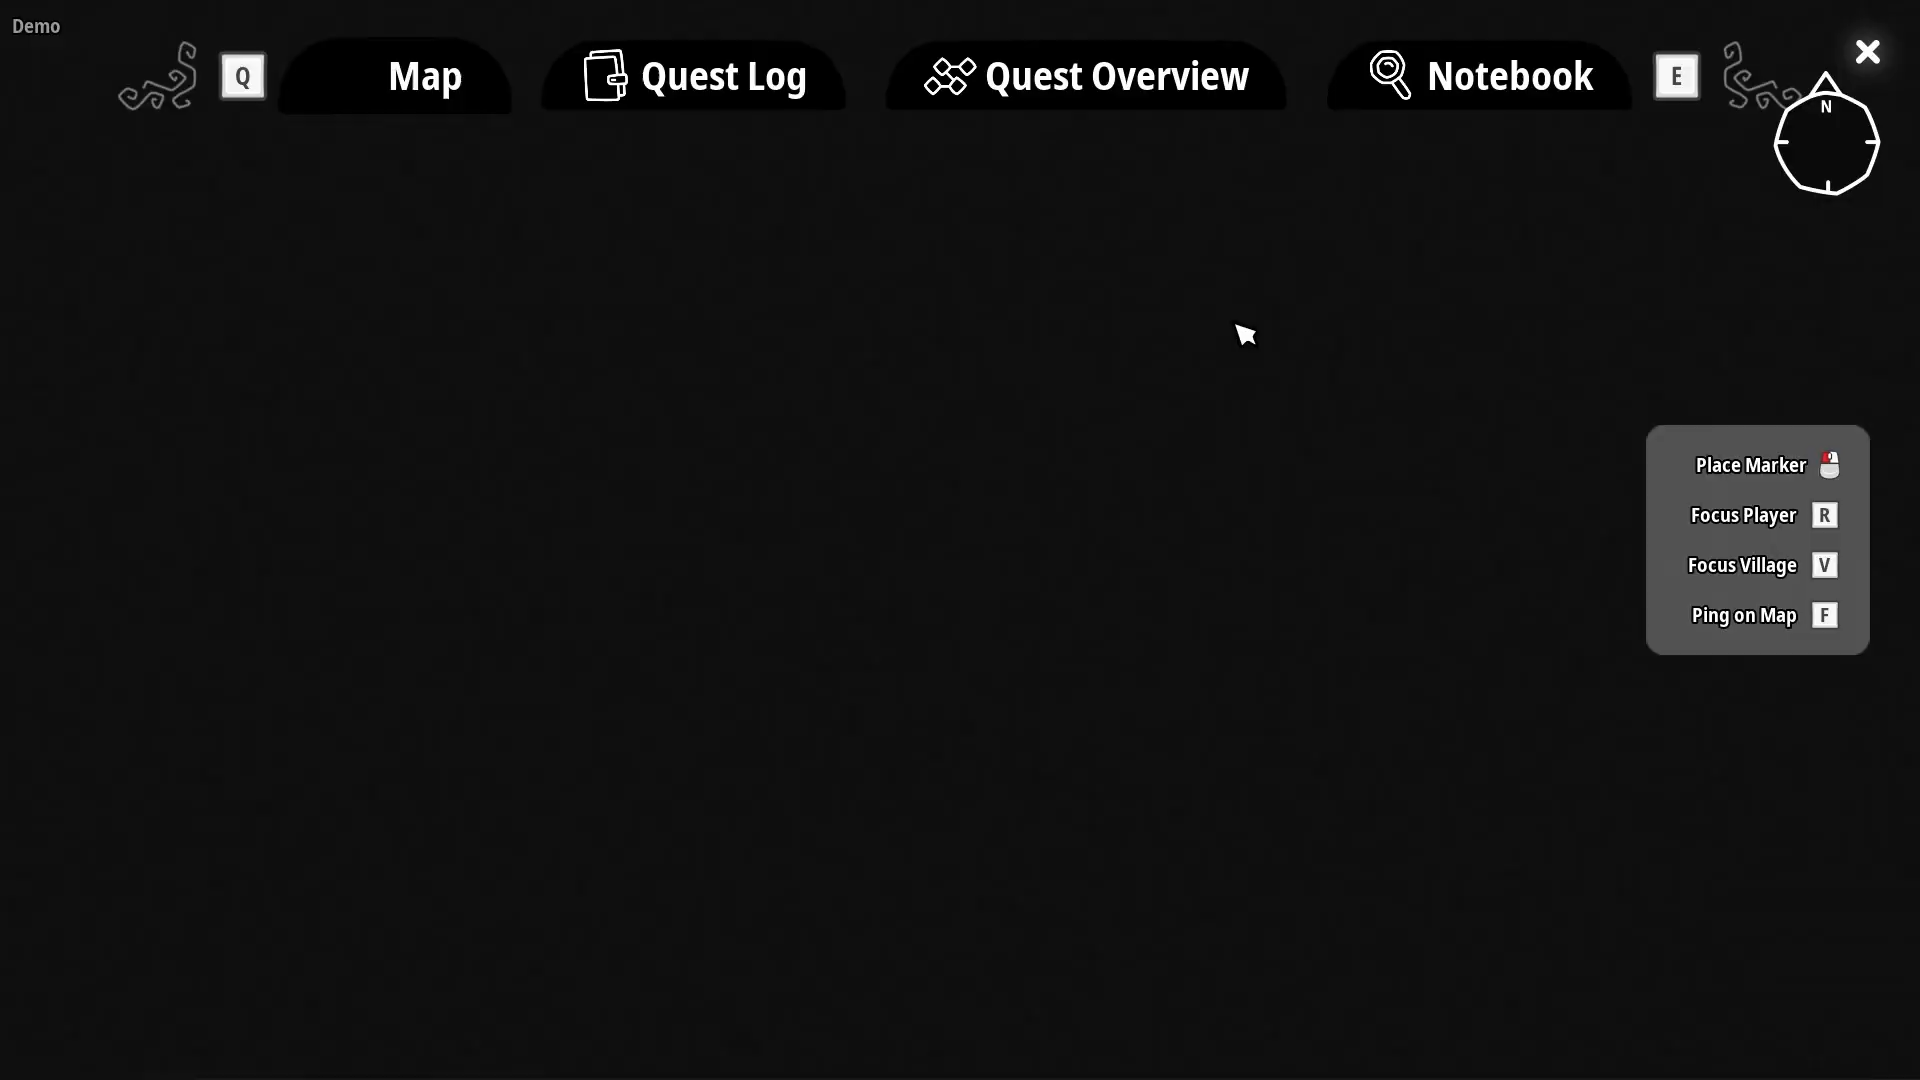 Demo
Q
Map
Quest Log
Quest Overview
Notebook
E
N
Place Marker
Focus Player R
Focus Village V
Ping on Map F